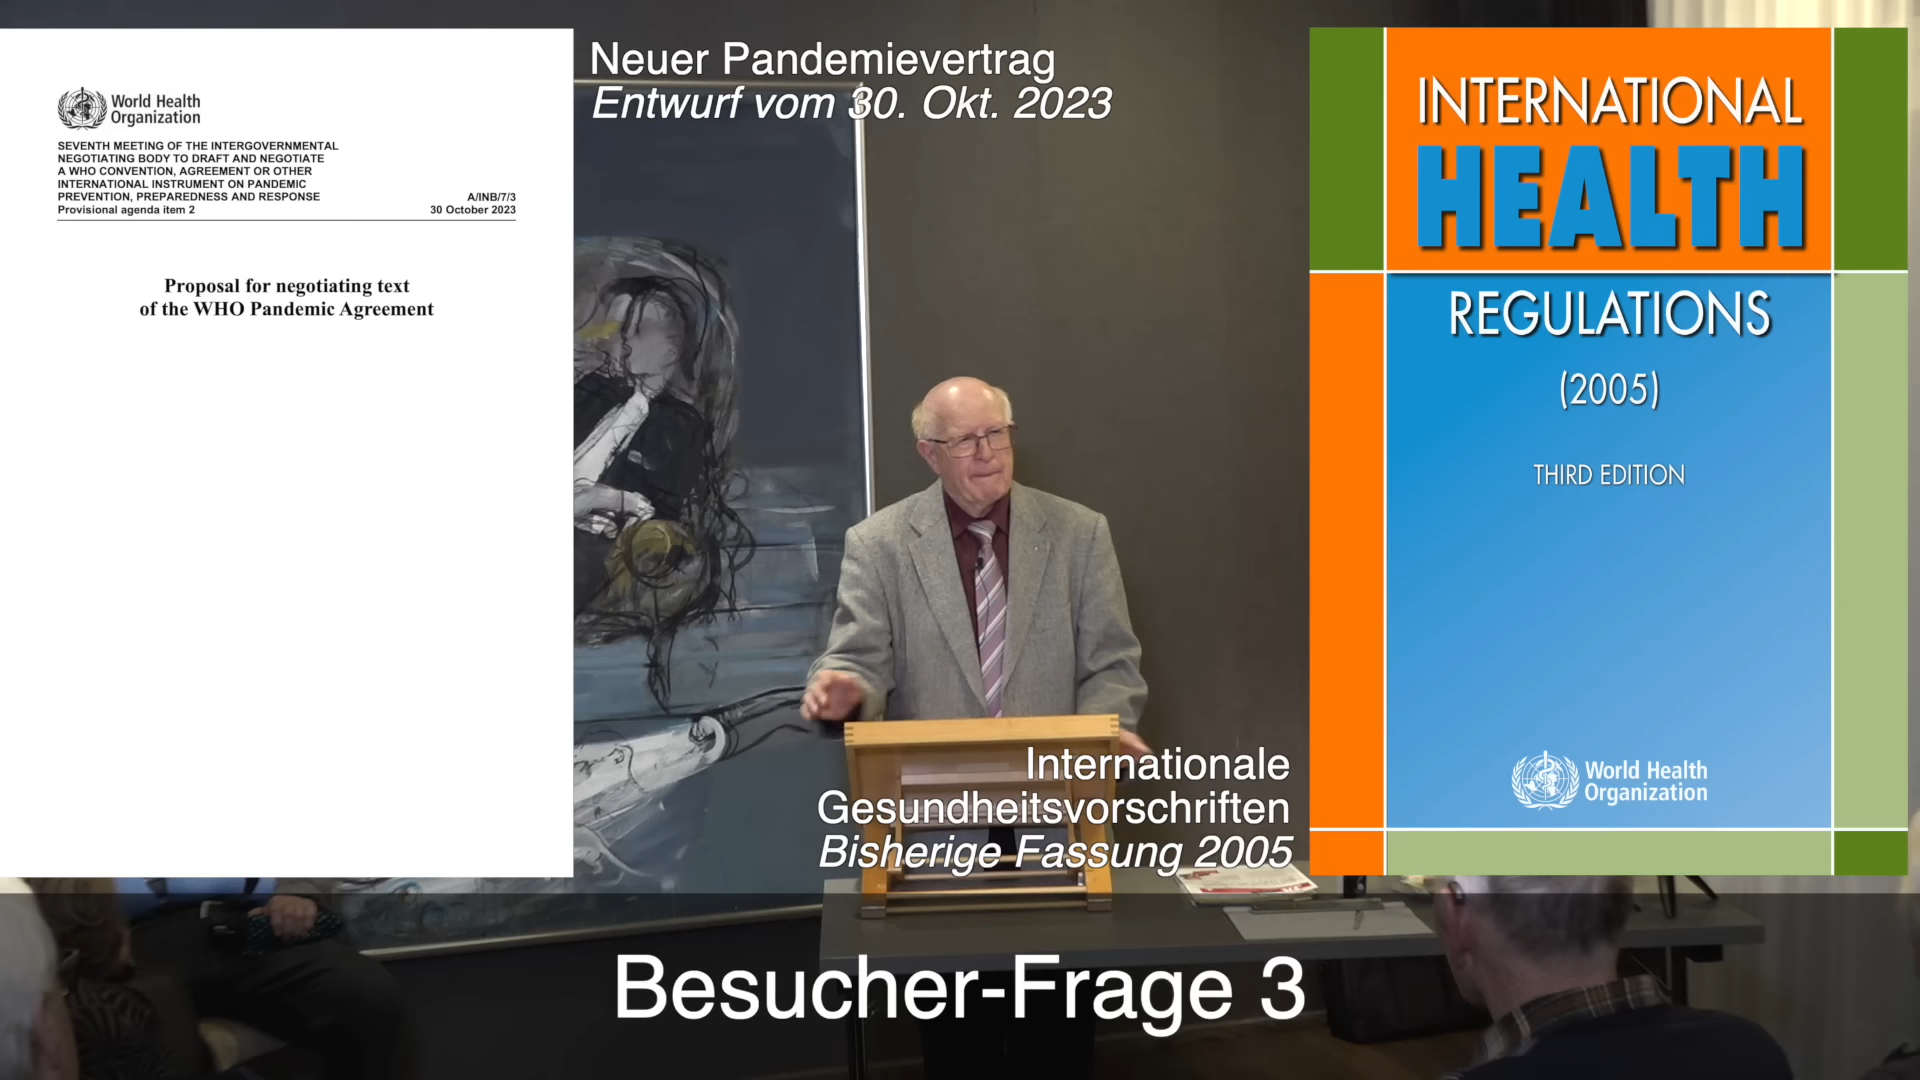 World Health
Organization
SEVENTH MEETING OF THE INTERGOVERNMENTAL
NEGOTIATING BODY TO DRAFT AND NEGOTIATE
A WHO CONVENTION, AGREEMENT OR OTHER
INTERNATIONAL INSTRUMENT ON PANDEMIC
PREVENTION, PREPAREDNESS AND RESPONSE A/INB/7/3
Provisional agenda item 2 30 October 2023
Proposal for negotiating text
of the WHO Pandemic Agreement
Neuer Pandemievertrag
Entwurf vom 30. Okt. 2023
INTERNATIONAL
HEALTH
REGULATIONS
(2005)
THIRD EDITION
World Health
Organization
Internationale
Gesundheitsvorschriften
Bisherige Fassung 2005
Besucher-Frage 3